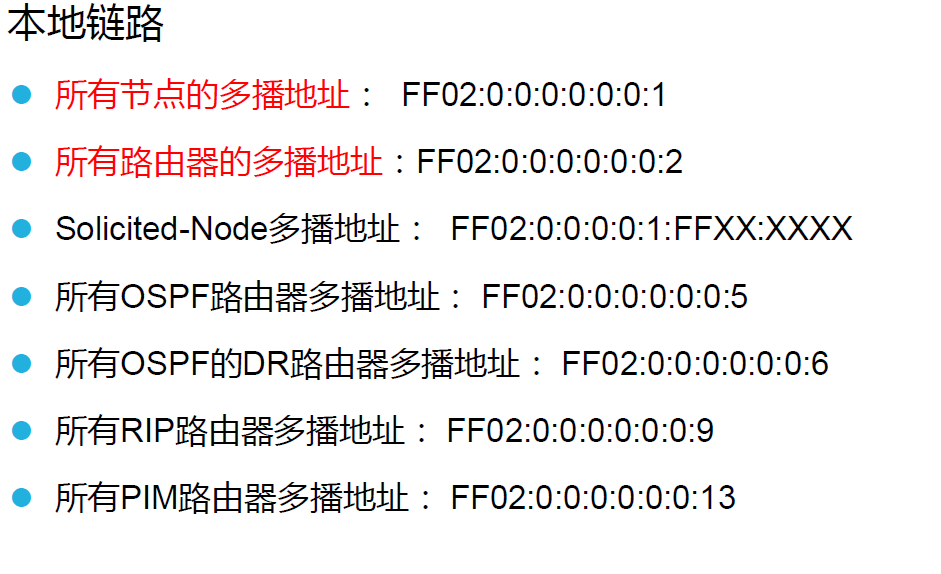 本地链路
所有节点的多播地址： FF02:0:0:0:0:0:0:1
所有路由器的多播地址：FF02:0:0:0:0:0:0:2
Solicited-Node多播地址： FF02:0:0:0:0:1:FFXX:XXXX
所有OSPF路由器多播地址： FF02:0:0:0:0:0:0:5
所有OSPF的DR路由器多播地址： FF02:0:0:0:0:0:0:6
所有RIP路由器多播地址： FF02:0:0:0:0:0:0:9
所有PIM路由器多播地址： FF02:0:0:0:0:0:0:13